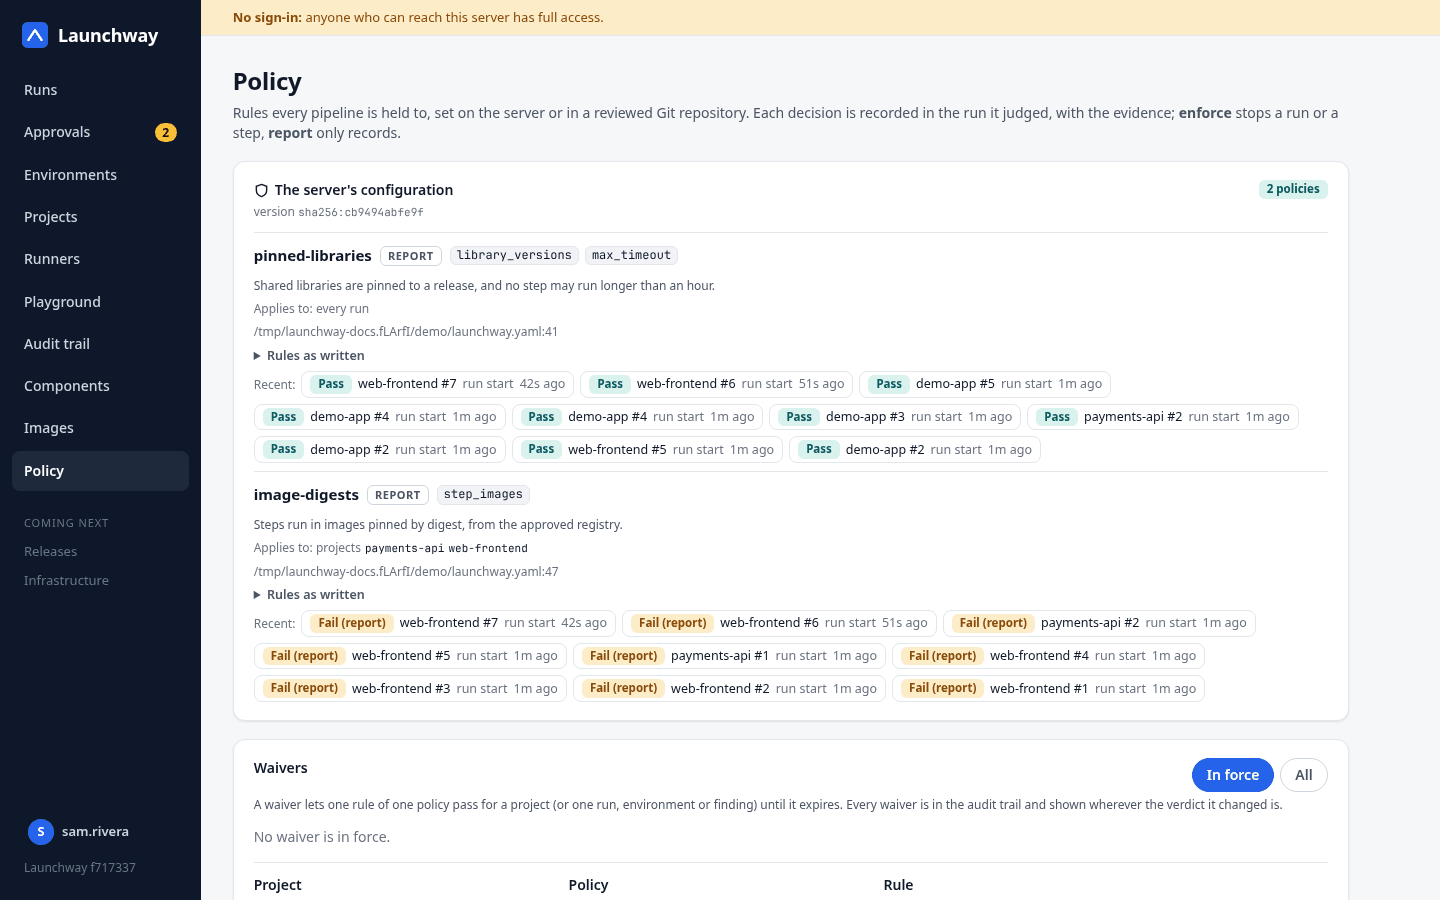 No sign-in: anyone who can reach this server has full access.
Launchway
Runs
Approvals 2
Environments
Projects
Runners
Playground
Audit trail
Components
Images
Policy
COMING NEXT
Releases
Infrastructure
sam.rivera
S
Launchway f717337
Policy
Rules every pipeline is held to, set on the server or in a reviewed Git repository. Each decision is recorded in the run it judged, with the evidence; enforce stops a run or a
step, report only records.
The server's configuration 2 policies
version sha256:cb9494abfe9f
pinned-libraries REPORT library_versions max_timeout
Shared libraries are pinned to a release, and no step may run longer than an hour.
Applies to: every run
/tmp/launchway-docs.fLArfI/demo/launchway.yaml:41
Rules as written
Recent: Pass web-frontend #7 run start 42s ago Pass web-frontend #6 run start 51s ago Pass demo-app #5 run start 1m ago
Pass demo-app #4 run start 1m ago Pass demo-app #4 run start 1m ago Pass demo-app #3 run start 1m ago Pass payments-api #2 run start 1m ago
Pass demo-app #2 run start 1m ago Pass web-frontend #5 run start 1m ago Pass demo-app #2 run start 1m ago
image-digests REPORT step_images
Steps run in images pinned by digest, from the approved registry.
Applies to: projects payments-api web-frontend
/tmp/launchway-docs.fLArfI/demo/launchway.yaml:47
Rules as written
Recent: Fail (report) web-frontend #7 run start 42s ago Fail (report) web-frontend #6 run start 51s ago Fail (report) payments-api #2 run start 1m ago
Fail (report) web-frontend #5 run start 1m ago Fail (report) payments-api #1 run start 1m ago Fail (report) web-frontend #4 run start 1m ago
Fail (report) web-frontend #3 run start 1m ago Fail (report) web-frontend #2 run start 1m ago Fail (report) web-frontend #1 run start 1m ago
Waivers In force All
A waiver lets one rule of one policy pass for a project (or one run, environment or finding) until it expires. Every waiver is in the audit trail and shown wherever the verdict it changed is.
No waiver is in force.
Project Policy Rule